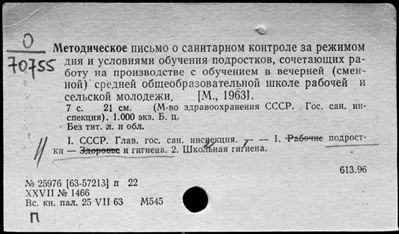 О
70755
Методическое письмо о санитарном контроле за режимом
дня и условиями обучения подростков, сочетающих ра-
боту на производстве с обучением в вечерней (смен-
ной) средней общеобразовательной школе рабочей и
сельской молодежи. [М., 1963].
7 с. 21 см. (М-во здравоохранения СССР. Гос. сан. ин-
спекция). 1.000 экз. Б. ц.
Без тит. л. и обл.
I. СССР. Глав. гос. сан. инспекция. — 1. Рабочие подрост-
ки — Здоровье и гигиена. 2. Школьная гигиена.
613.96
№ 25976 [63-57213] п 22
XXVII № 1466
Вс. кн. пал. 25 VII 63 М545
П